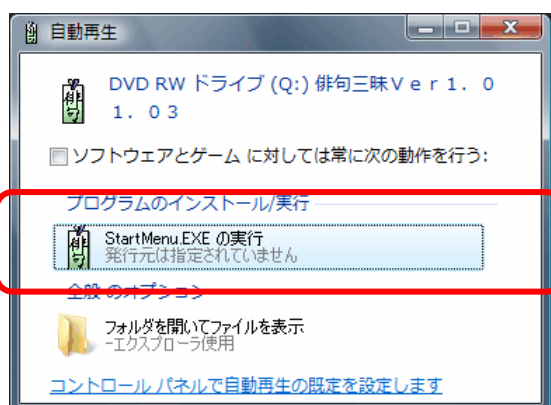 自動再生
DVD RW ドライブ (Q:) 俳句三昧Ｖｅｒ１．０
１．０３
ソフトウェアとゲーム に対しては常に次の動作を行う:
プログラムのインストール/実行
StartMenu.EXE の実行
発行元は指定されていません
全般 のオプション
フォルダを開いてファイルを表示
-エクスプローラ使用
コントロール パネルで自動再生の既定を設定します